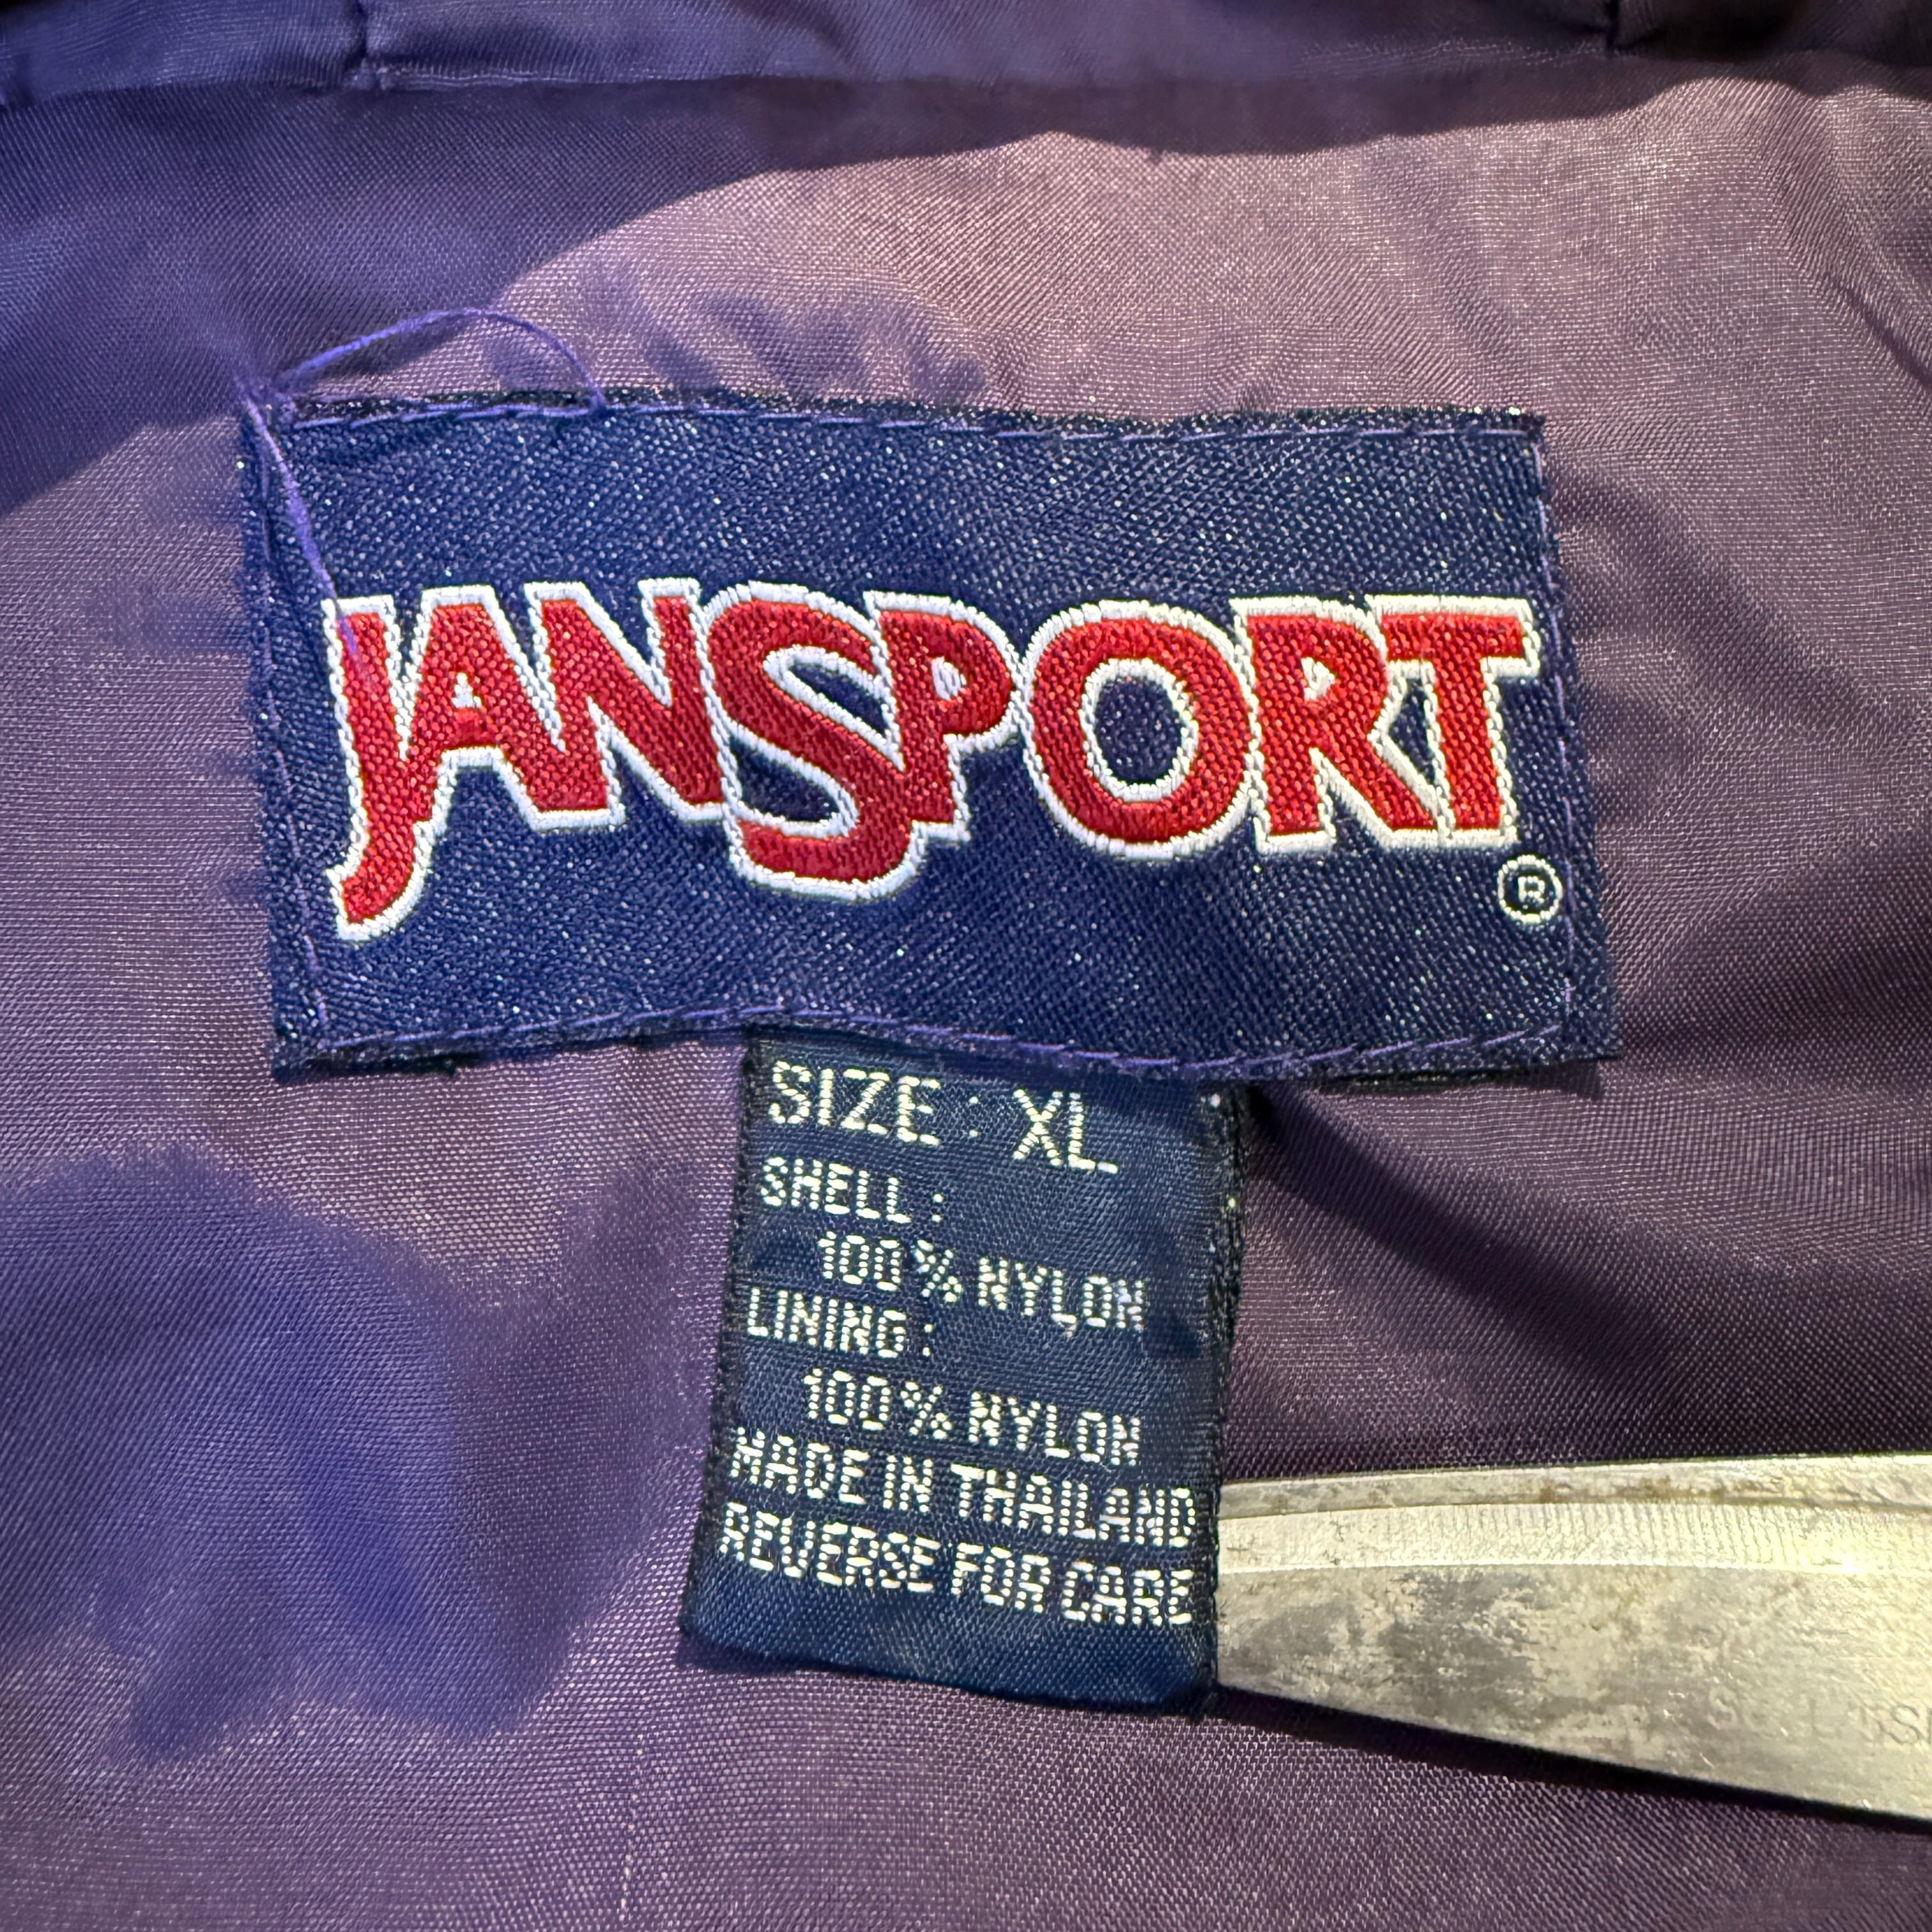 JANSPORT
®
SIZE : XL
SHELL :
100% NYLON
LINING :
100% NYLON
MADE IN THAILAND
REVERSE FOR CARE